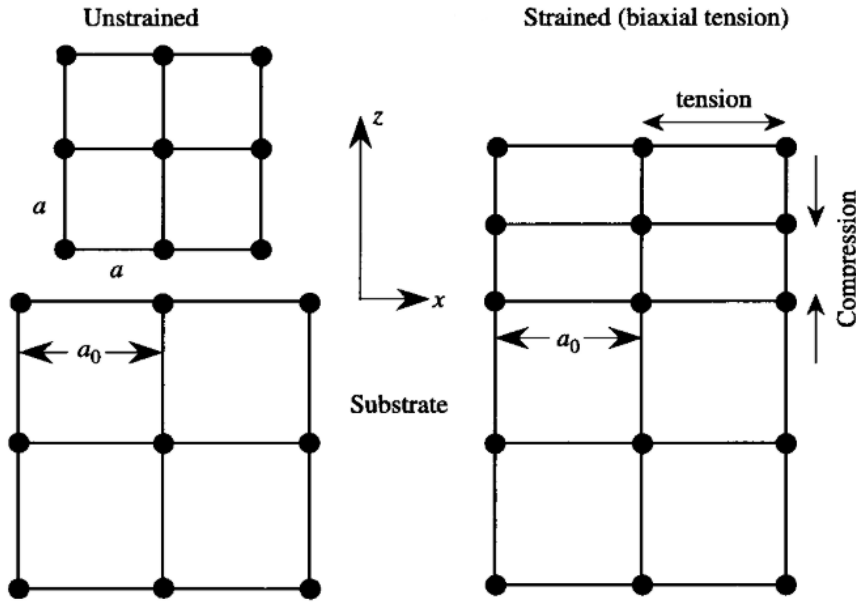 Unstrained
Strained (biaxial tension)
z
tension
a
a
x
Compression
a0
a0
Substrate